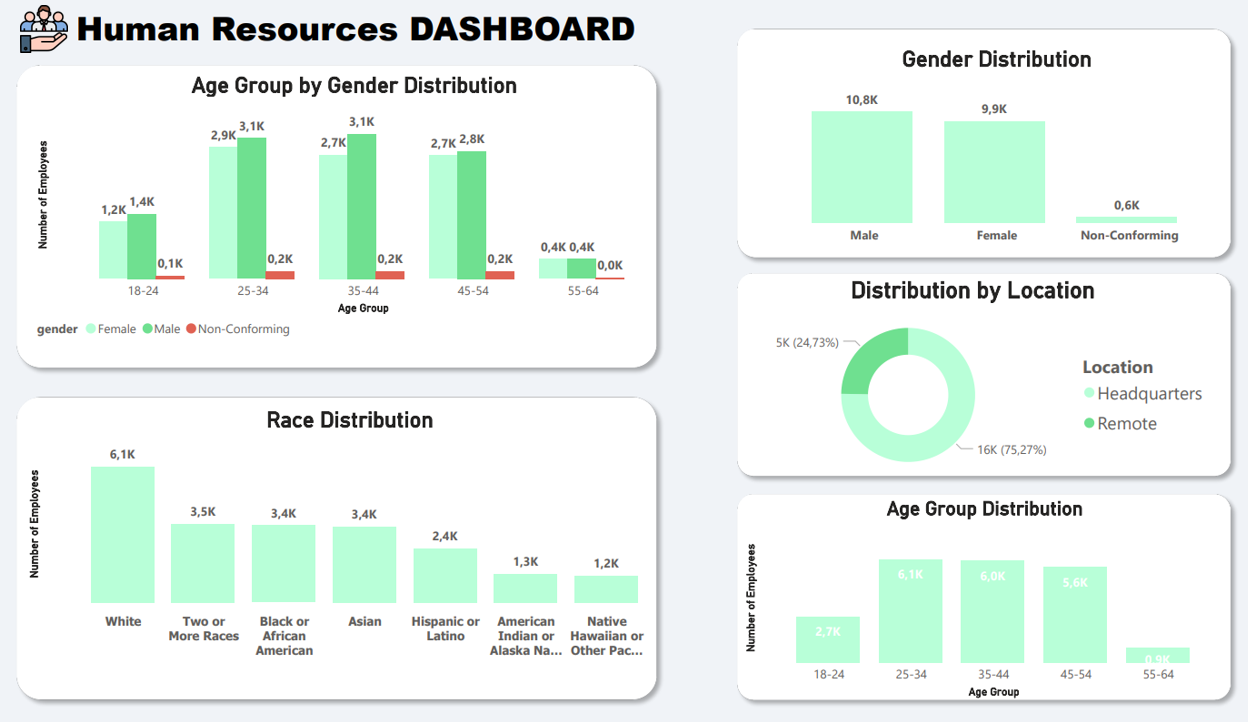 Human Resources DASHBOARD
Age Group by Gender Distribution
Number of Employees
1,2K 1,4K 0,1K
2,9K 3,1K 0,2K
2,7K 3,1K 0,2K
2,7K 2,8K 0,2K
0,4K 0,4K 0,0K
18-24 25-34 35-44 45-54 55-64
Age Group
gender Female Male Non-Conforming
Race Distribution
Number of Employees
6,1K 3,5K 3,4K 3,4K 2,4K 1,3K 1,2K
White
Two or
More Races
Black or
African
American
Asian
Hispanic or
Latino
American
Indian or
Alaska Na...
Native
Hawaiian or
Other Pac...
Gender Distribution
10,8K 9,9K 0,6K
Male Female Non-Conforming
Distribution by Location
5K (24,73%)
16K (75,27%)
Location
Headquarters
Remote
Age Group Distribution
Number of Employees
2,7K 6,1K 6,0K 5,6K 0,9K
18-24 25-34 35-44 45-54 55-64
Age Group